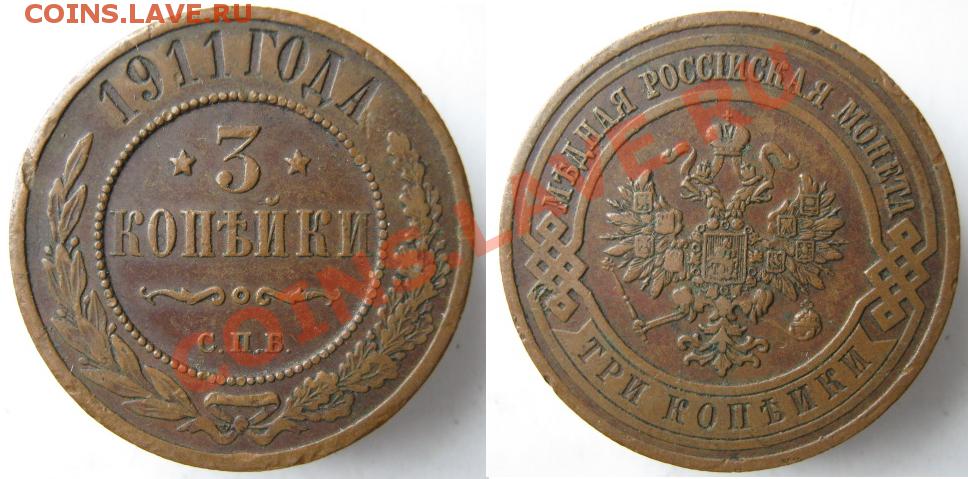 COINS.LAVE.RU
1911 ГОДА
3
КОПѢЙКИ
С.П.Б.
COINS.LAVE.RU
МѢДНАЯ РОССІЙСКАЯ МОНЕТА
ТРИ КОПѢЙКИ